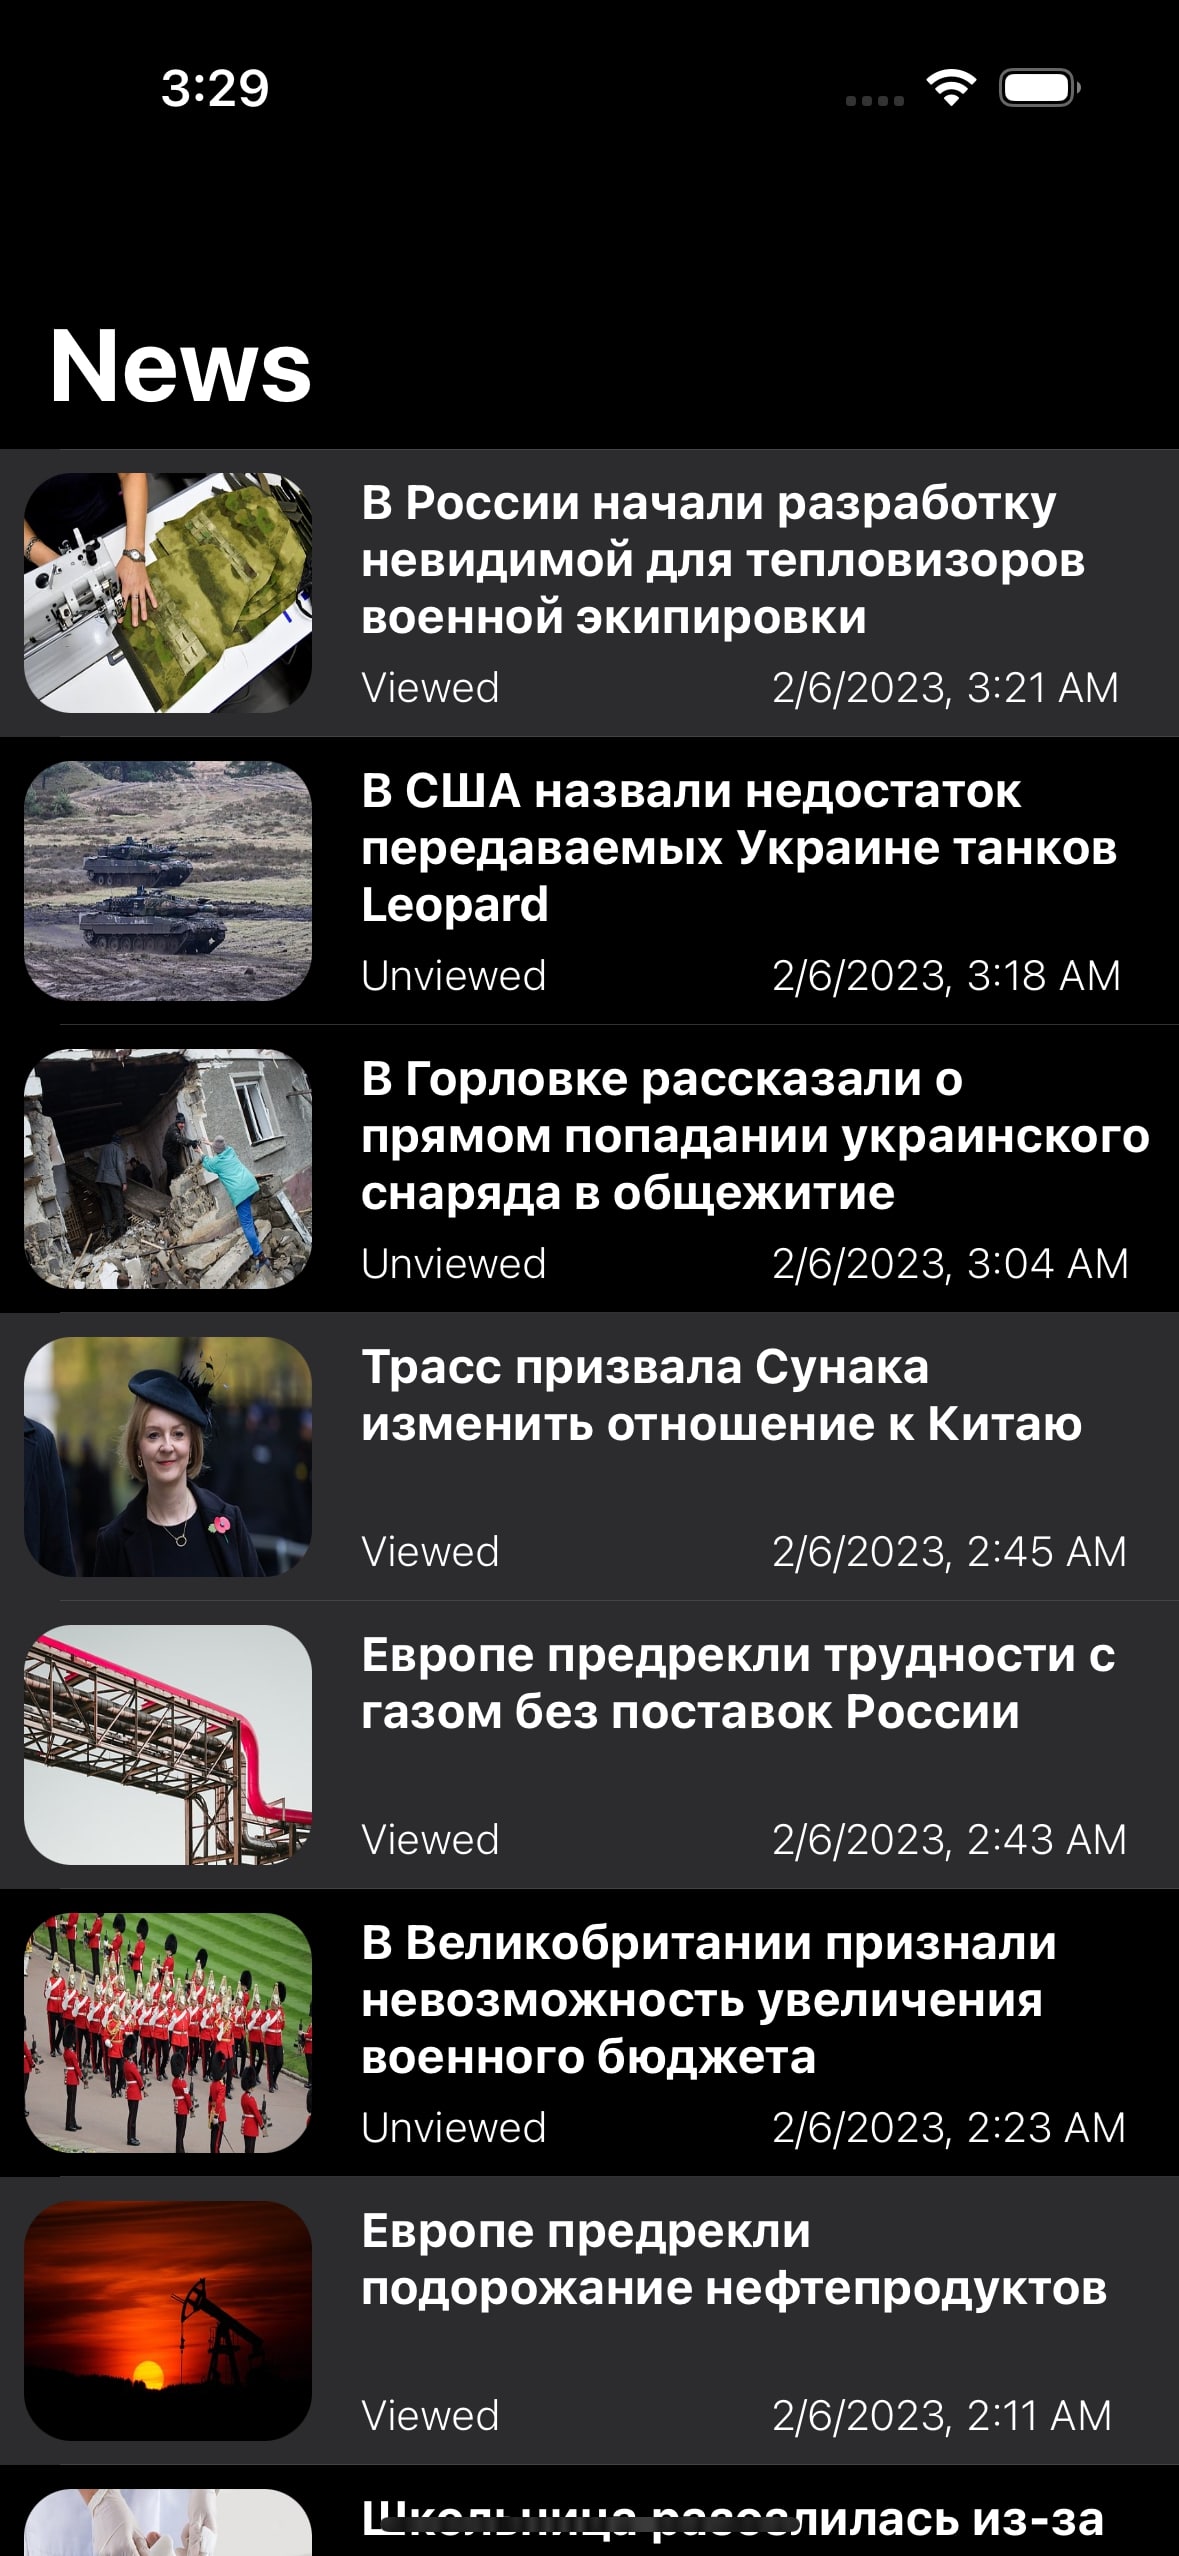 3:29
News
В России начали разработку
невидимой для тепловизоров
военной экипировки
Viewed 2/6/2023, 3:21 AM
В США назвали недостаток
передаваемых Украине танков
Leopard
Unviewed 2/6/2023, 3:18 AM
В Горловке рассказали о
прямом попадании украинского
снаряда в общежитие
Unviewed 2/6/2023, 3:04 AM
Трасс призвала Сунака
изменить отношение к Китаю
Viewed 2/6/2023, 2:45 AM
Европе предрекли трудности с
газом без поставок России
Viewed 2/6/2023, 2:43 AM
В Великобритании признали
невозможность увеличения
военного бюджета
Unviewed 2/6/2023, 2:23 AM
Европе предрекли
подорожание нефтепродуктов
Viewed 2/6/2023, 2:11 AM
Школьница разозлилась из-за